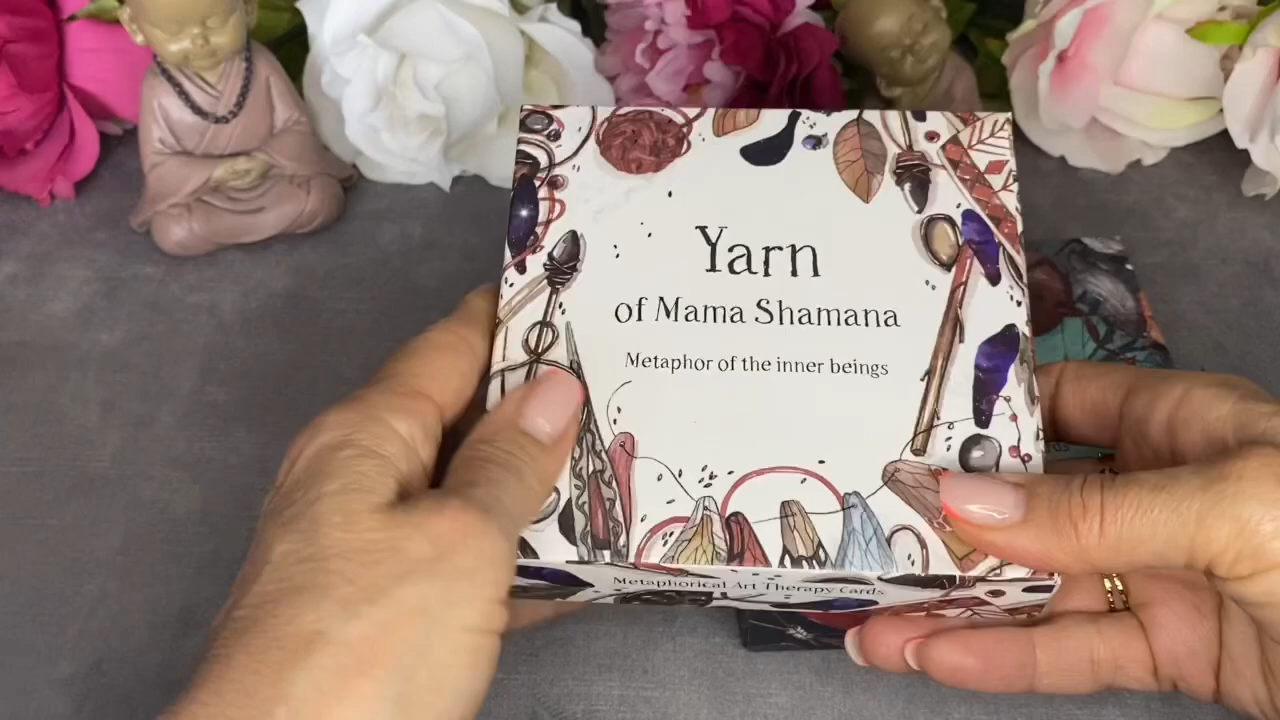 Yarn
of Mama Shamana
Metaphor of the inner beings
Metaphorical Art Therapy Cards